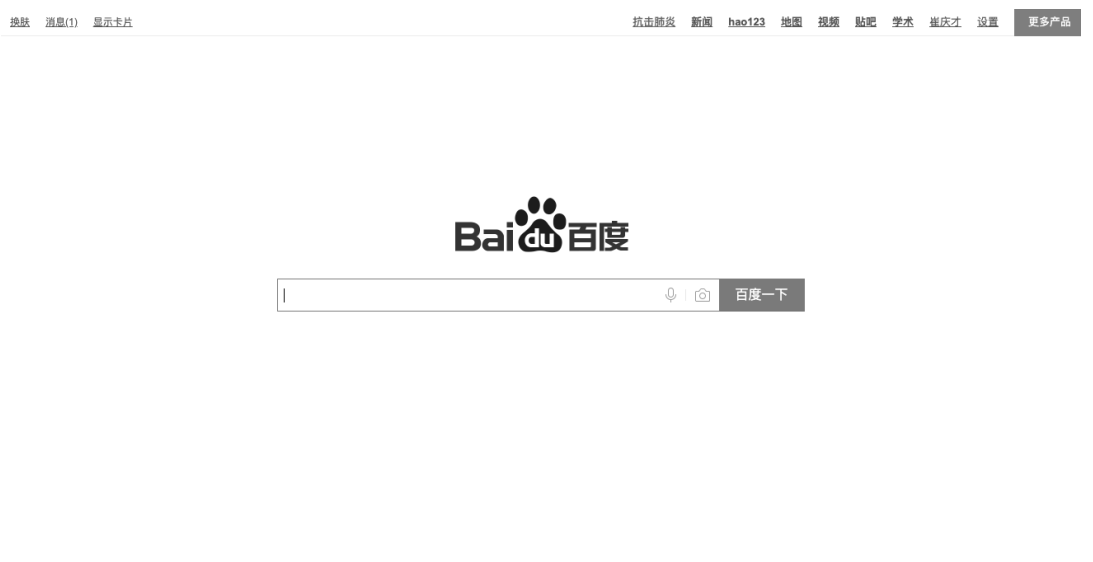 换肤 消息(1) 显示卡片 抗击肺炎 新闻 hao123 地图 视频 贴吧 学术 崔庆才 设置 更多产品
Bai du 百度
百度一下